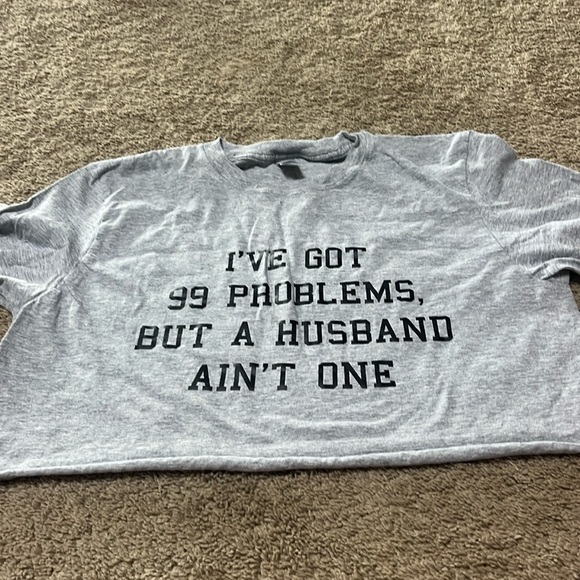 I'VE GOT
99 PROBLEMS,
BUT A HUSBAND
AIN'T ONE